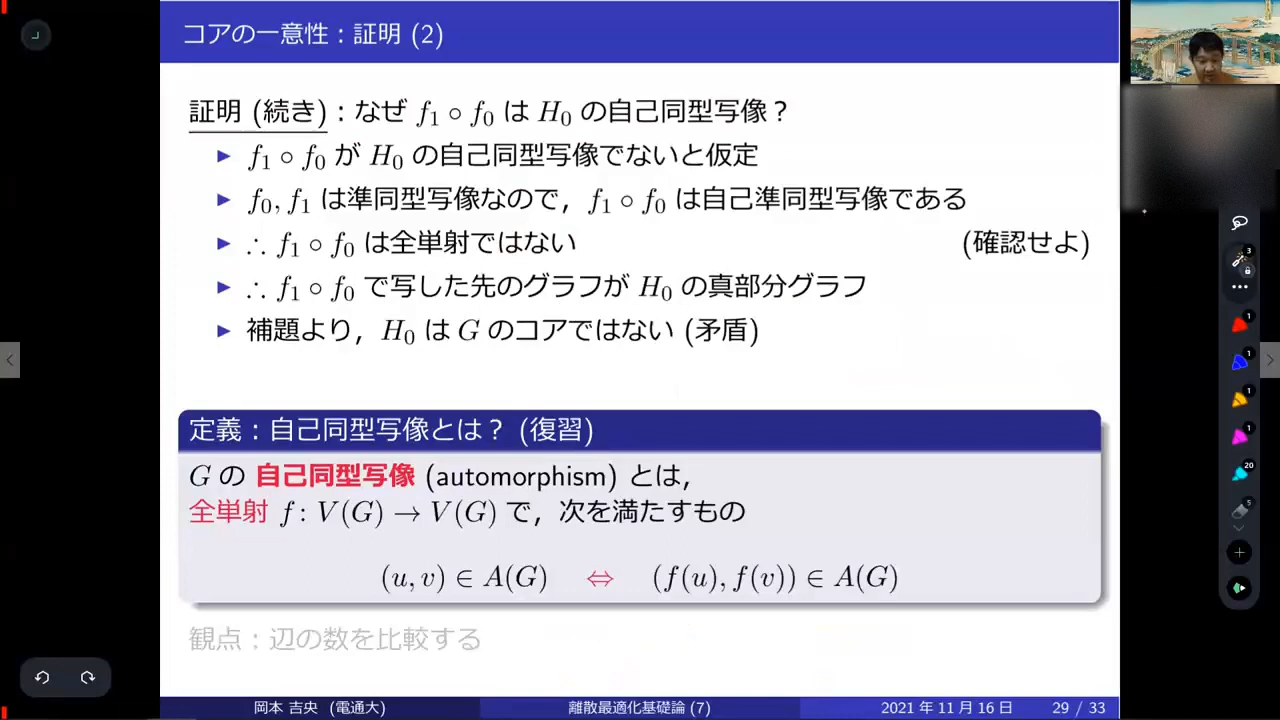 コアの一意性：証明 (2)
証明 (続き)：なぜ f₁ ∘ f₀ は H₀ の自己同型写像？
▶ f₁ ∘ f₀ が H₀ の自己同型写像でないと仮定
▶ f₀, f₁ は準同型写像なので，f₁ ∘ f₀ は自己準同型写像である
▶ ∴ f₁ ∘ f₀ は全単射ではない (確認せよ)
▶ ∴ f₁ ∘ f₀ で写した先のグラフが H₀ の真部分グラフ
▶ 補題より，H₀ は G のコアではない (矛盾)
定義：自己同型写像とは？ (復習)
G の 自己同型写像 (automorphism) とは，
全単射 f: V(G) → V(G) で，次を満たすもの
(u, v) ∈ A(G) ⇔ (f(u), f(v)) ∈ A(G)
観点：辺の数を比較する
岡本 吉央 (電通大) 離散最適化基礎論 (7) 2021 年 11 月 16 日 29 / 33
3
1
1
1
1
20
5